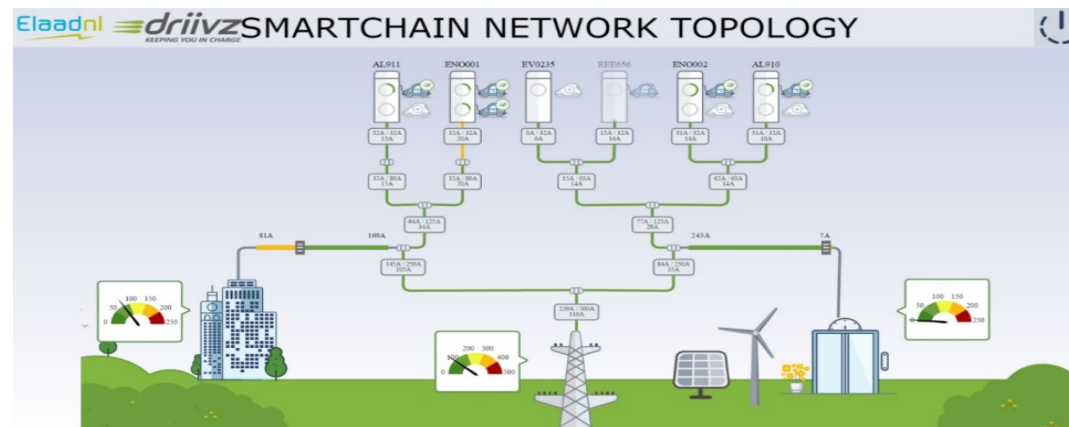 Elaadnl driivz SMARTCHAIN NETWORK TOPOLOGY
KEEPING YOU IN CHARGE
AL911 ENO001 EV0235 REE656 ENO002 AL910
32A / 32A 32A / 32A 0A / 32A 15A / 32A 31A / 32A 31A / 32A
15A 20A 0A 14A 14A 10A
32A / 80A 32A / 80A 15A / 63A 62A / 63A
15A 20A 14A 14A
64A / 125A 77A / 125A
34A 28A
81A 169A 243A 7A
145A / 250A 84A / 250A
105A 35A
228A / 500A
110A
0 50 100 150 200 250
0 100 200 300 400 500
0 50 100 150 200 250